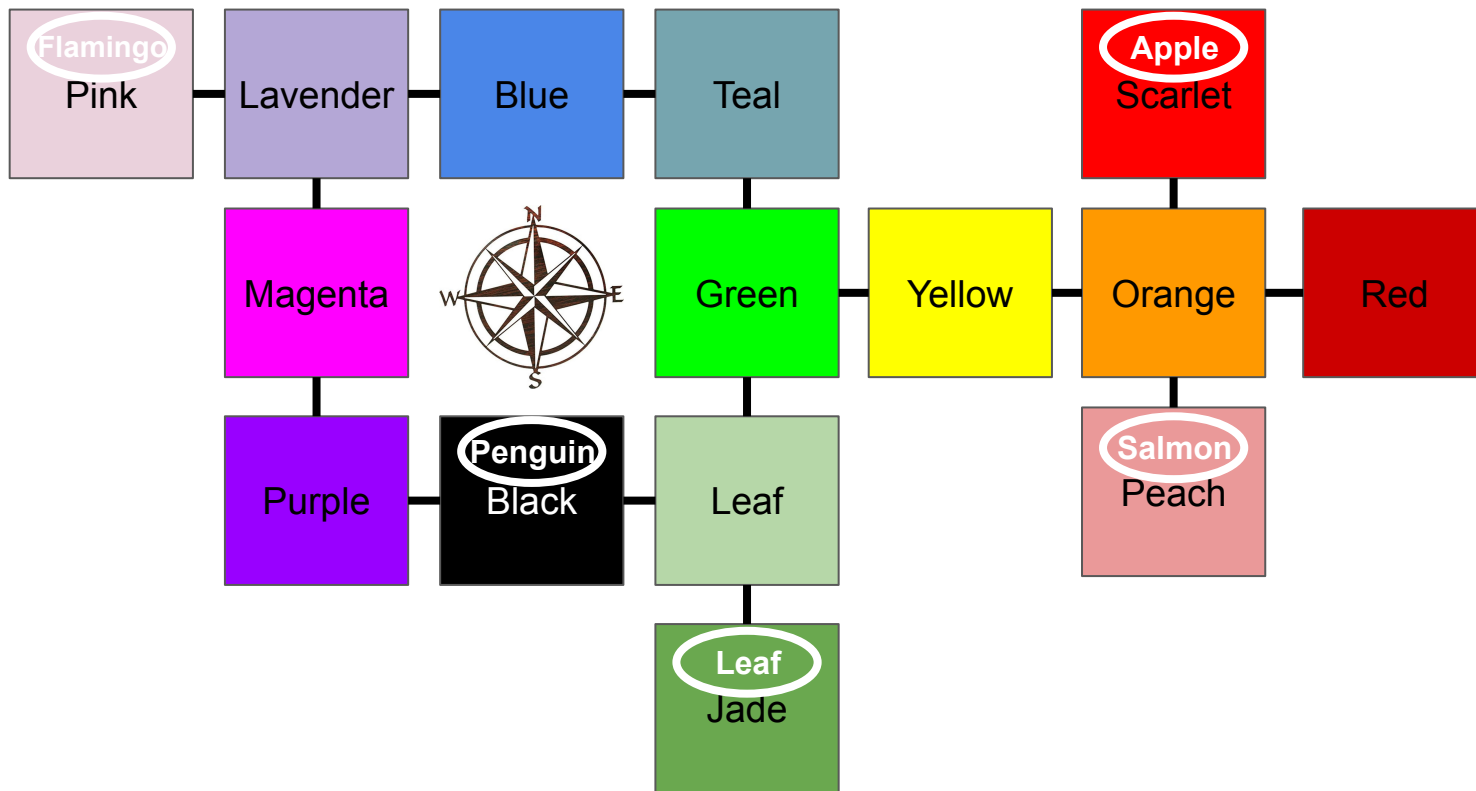 Flamingo
Pink
Lavender
Blue
Teal
Apple
Scarlet
Magenta
N
W
E
S
Green
Yellow
Orange
Red
Purple
Penguin
Black
Leaf
Salmon
Peach
Leaf
Jade